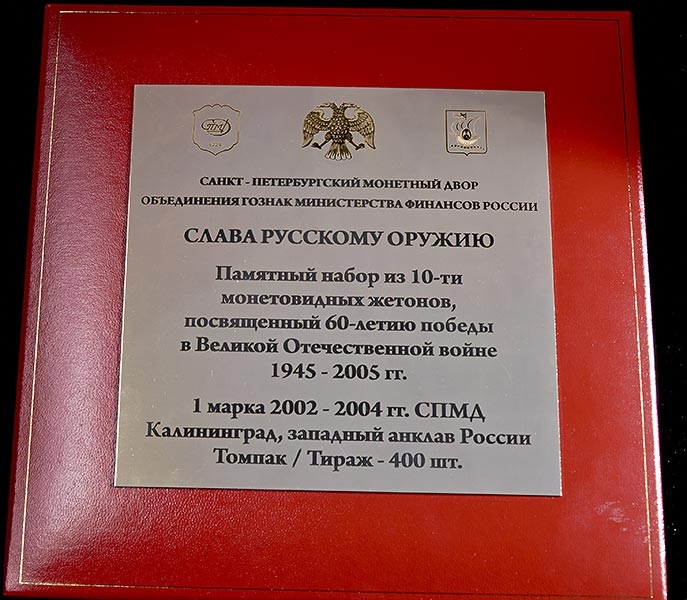 САНКТ - ПЕТЕРБУРГСКИЙ МОНЕТНЫЙ ДВОР
ОБЪЕДИНЕНИЯ ГОЗНАК МИНИСТЕРСТВА ФИНАНСОВ РОССИИ
СЛАВА РУССКОМУ ОРУЖИЮ
Памятный набор из 10-ти
монетовидных жетонов,
посвященный 60-летию победы
в Великой Отечественной войне
1945 - 2005 гг.
1 марка 2002 - 2004 гг. СПМД
Калининград, западный анклав России
Томпак / Тираж - 400 шт.